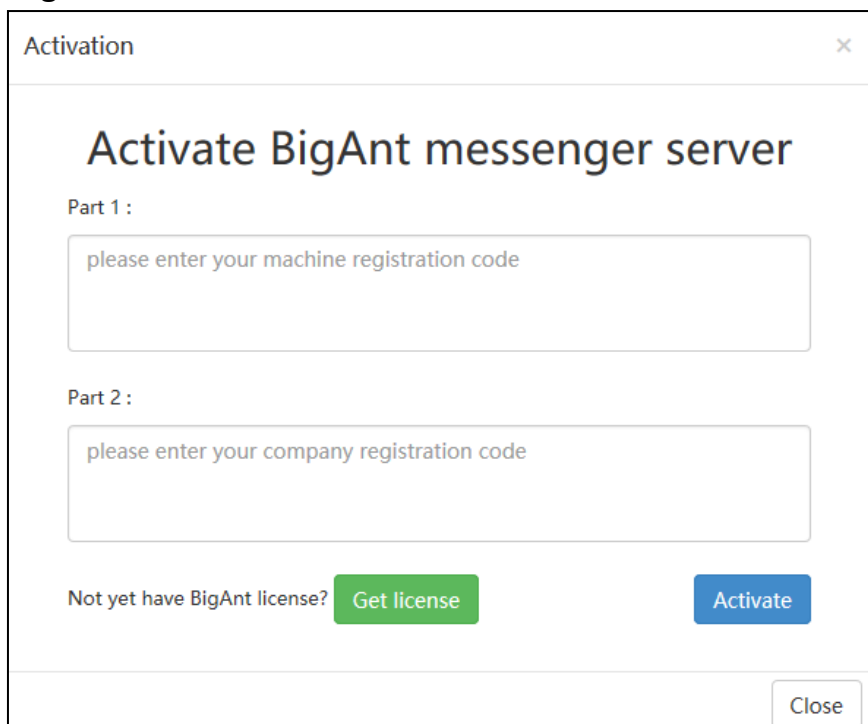 Activation
×
Activate BigAnt messenger server
Part 1 :
please enter your machine registration code
Part 2 :
please enter your company registration code
Not yet have BigAnt license? Get license Activate
Close